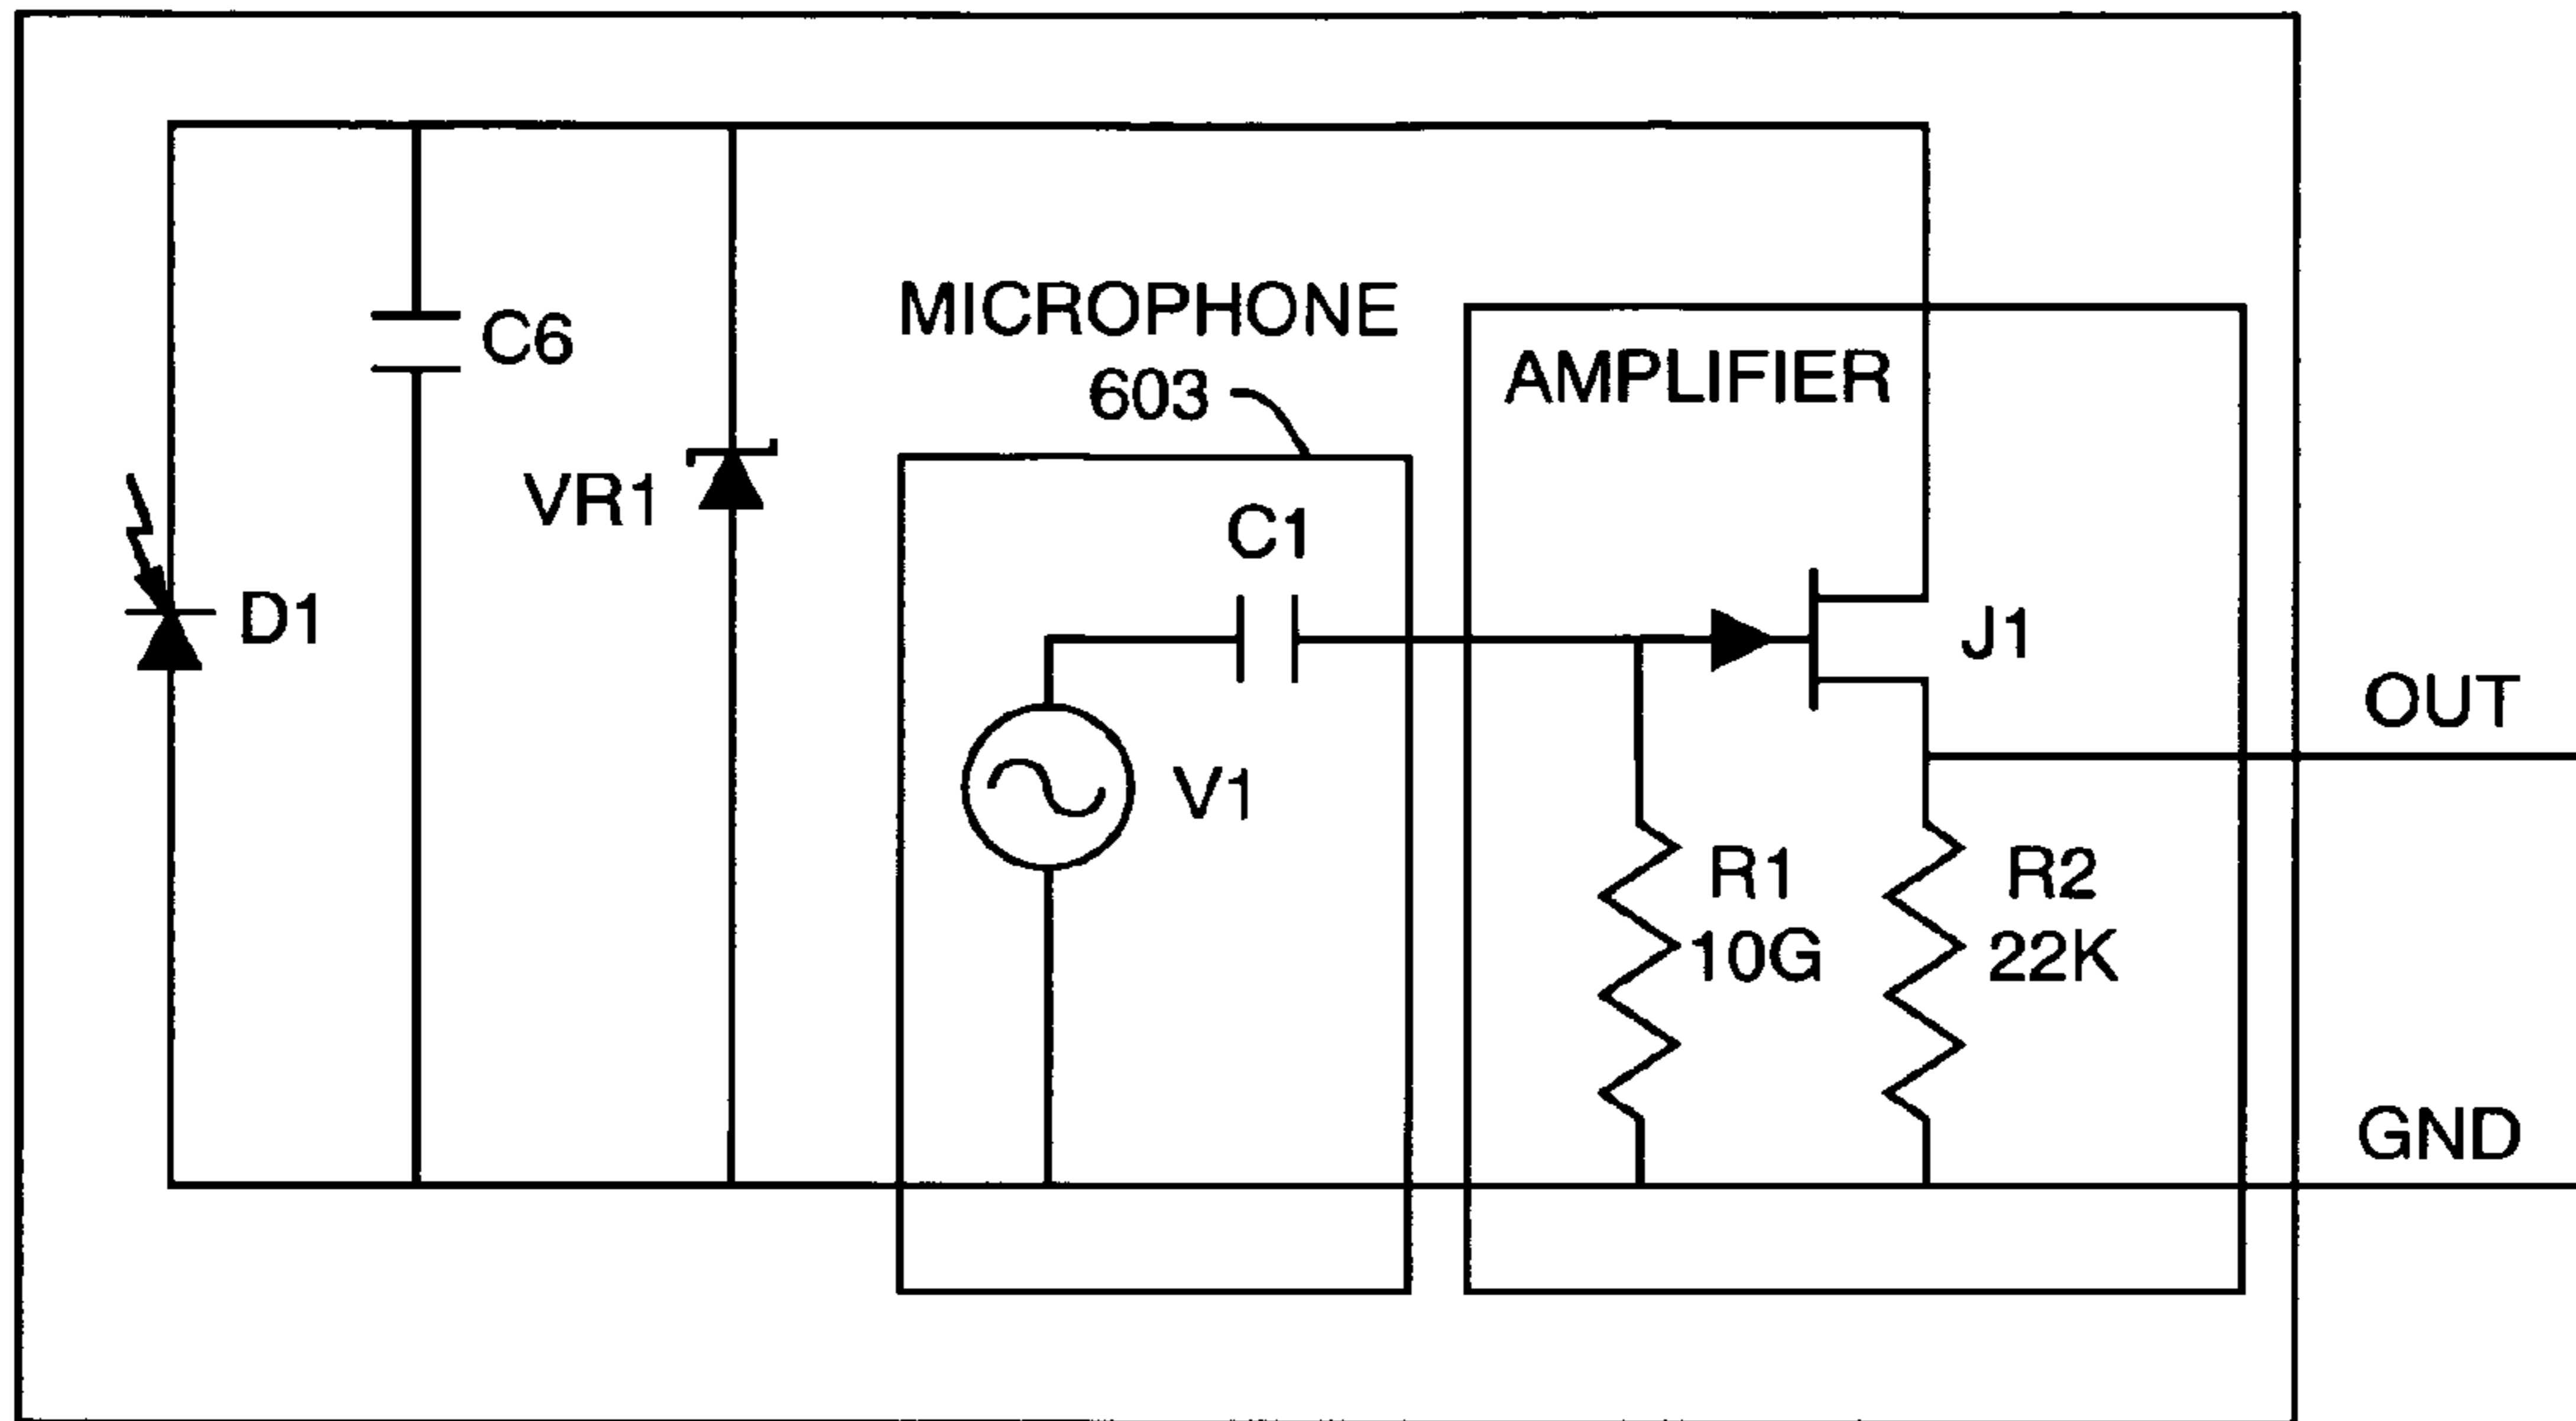 C6
MICROPHONE
603
AMPLIFIER
VR1
C1
D1
J1
OUT
V1
R1
10G
R2
22K
GND